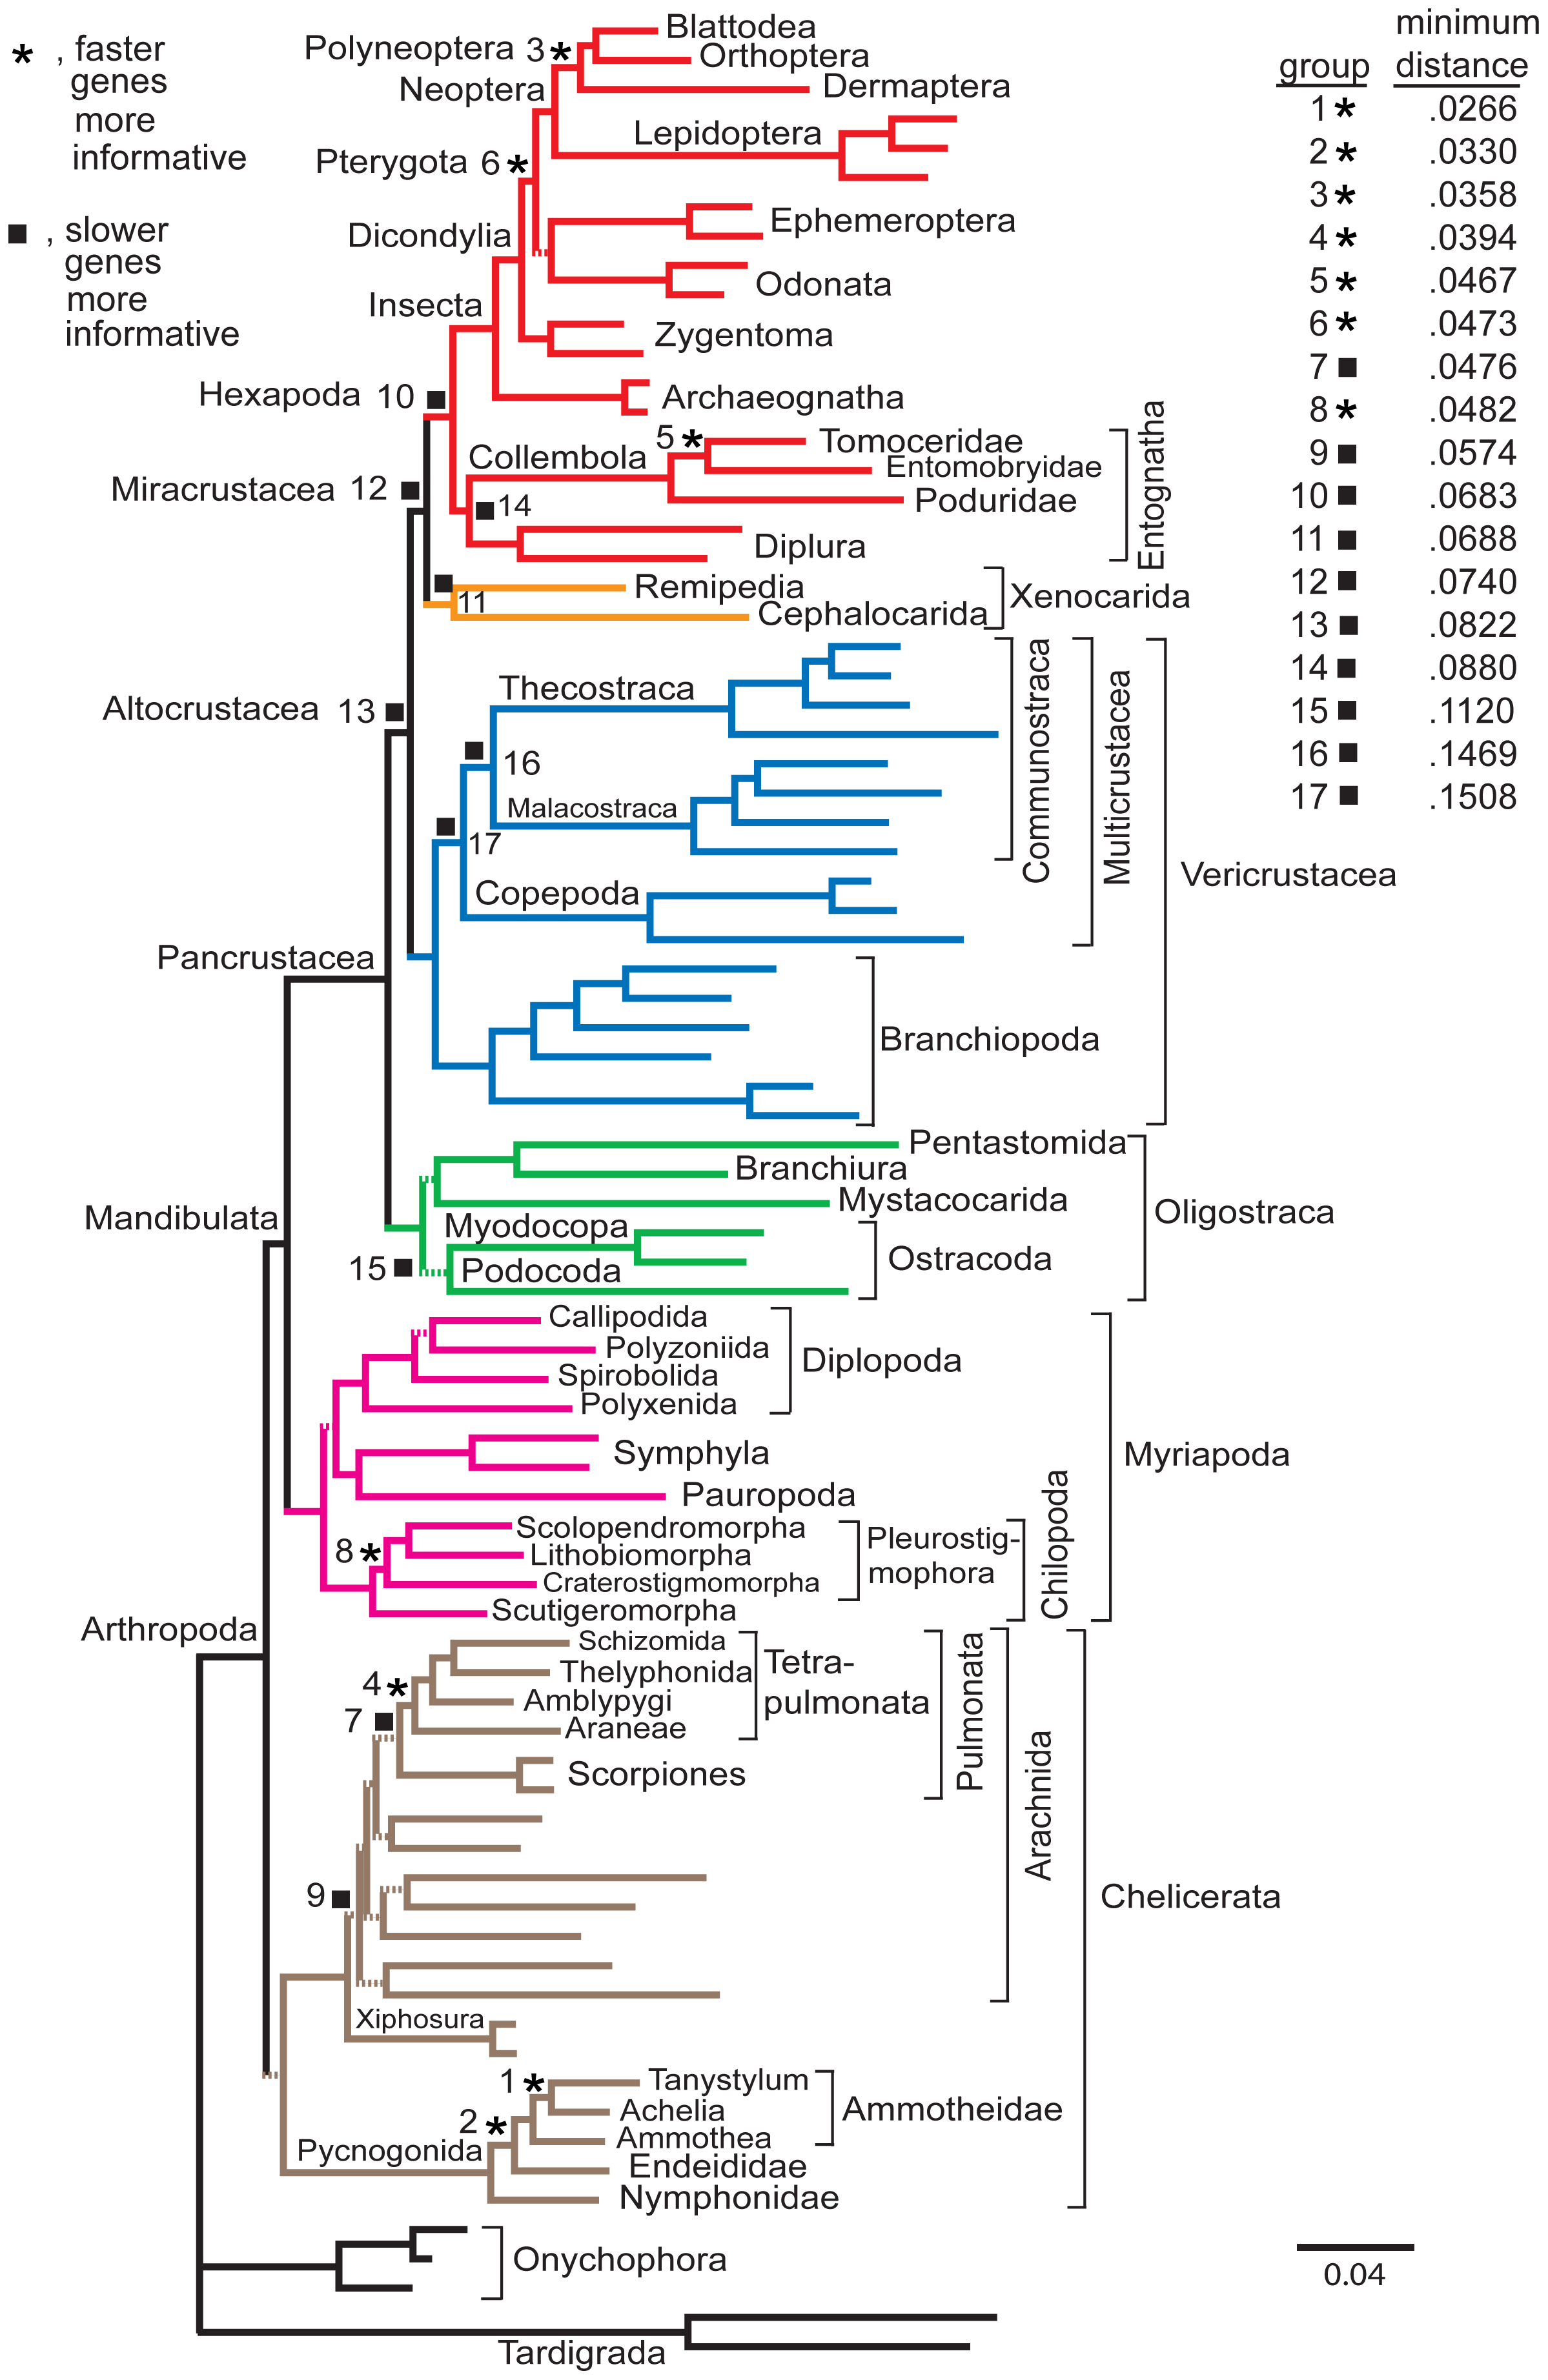 *, faster
genes
more
informative
■, slower
genes
more
informative
minimum
group distance
1* .0266
2* .0330
3* .0358
4* .0394
5* .0467
6* .0473
7■ .0476
8* .0482
9■ .0574
10■ .0683
11■ .0688
12■ .0740
13■ .0822
14■ .0880
15■ .1120
16■ .1469
17■ .1508
Blattodea
Polyneoptera 3*
Orthoptera
Neoptera
Dermaptera
Lepidoptera
Pterygota 6*
Ephemeroptera
Dicondylia
Odonata
Insecta
Zygentoma
Hexapoda 10■
Archaeognatha
5*
Tomoceridae
Collembola
Entomobryidae
Poduridae
Entognatha
Miracrustacea 12■
■14
Diplura
■
11
Remipedia
Cephalocarida
Xenocarida
Thecostraca
Altocrustacea 13■
■
16
Malacostraca
Communostraca
Multicrustacea
■
17
Vericrustacea
Copepoda
Pancrustacea
Branchiopoda
Pentastomida
Branchiura
Mystacocarida
Oligostraca
Mandibulata
Myodocopa
Ostracoda
15■
Podocoda
Callipodida
Polyzoniida
Diplopoda
Spirobolida
Polyxenida
Symphyla
Myriapoda
Pauropoda
Scolopendromorpha
8*
Lithobiomorpha
Pleurostig-
mophora
Chilopoda
Craterostigmomorpha
Scutigeromorpha
Arthropoda
Schizomida
Thelyphonida
Tetra-
pulmonata
4*
Amblypygi
7■
Araneae
Pulmonata
Scorpiones
Arachnida
9■
Chelicerata
Xiphosura
1*
Tanystylum
2*
Achelia
Ammotheidae
Ammothea
Pycnogonida
Endeididae
Nymphonidae
Onychophora
0.04
Tardigrada